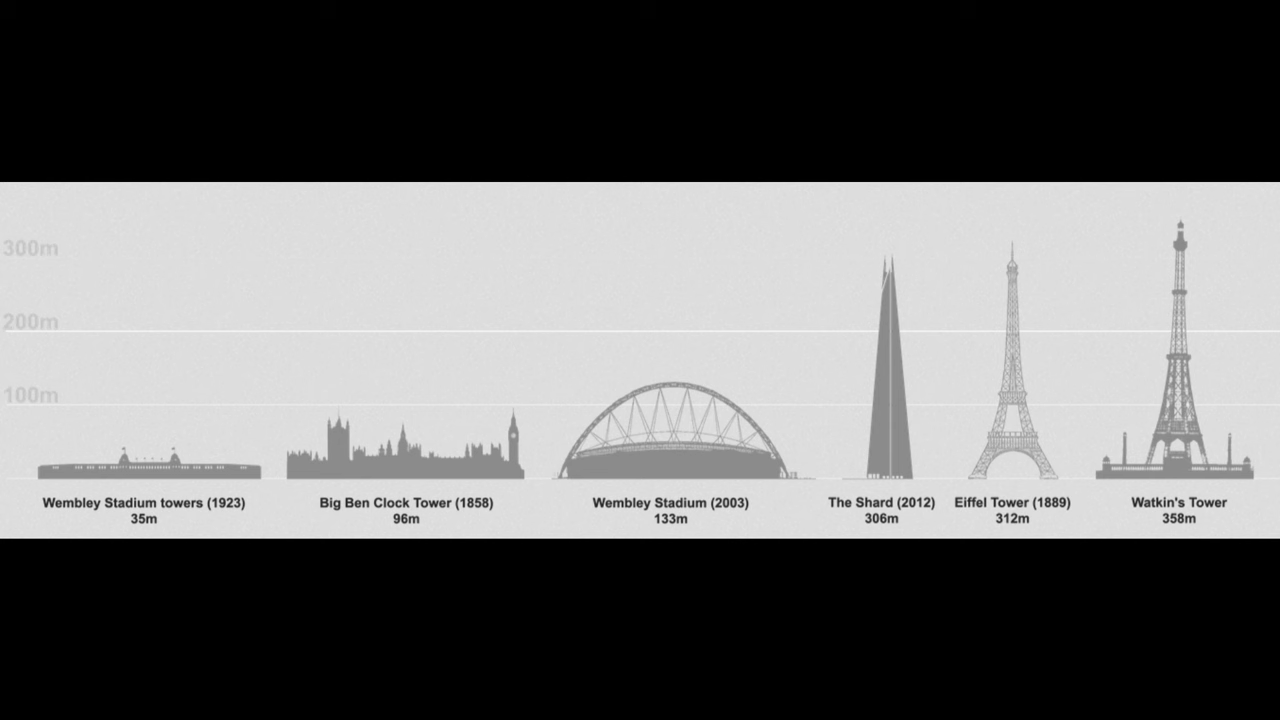 300m
200m
100m
Wembley Stadium towers (1923)
35m
Big Ben Clock Tower (1858)
96m
Wembley Stadium (2003)
133m
The Shard (2012)
306m
Eiffel Tower (1889)
312m
Watkin's Tower
358m